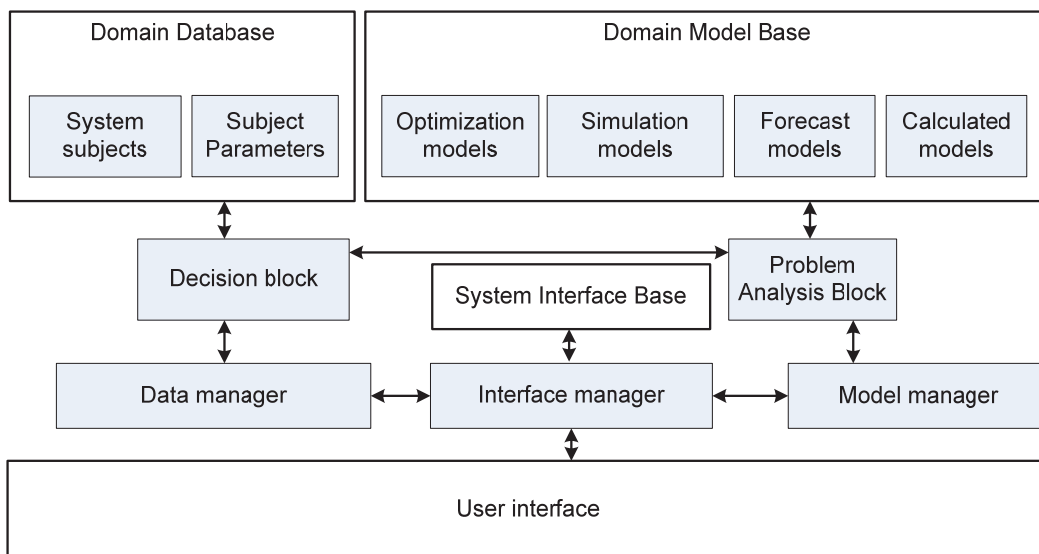 Domain Database
Domain Model Base
System
subjects
Subject
Parameters
Optimization
models
Simulation
models
Forecast
models
Calculated
models
Decision block
System Interface Base
Problem
Analysis Block
Data manager
Interface manager
Model manager
User interface